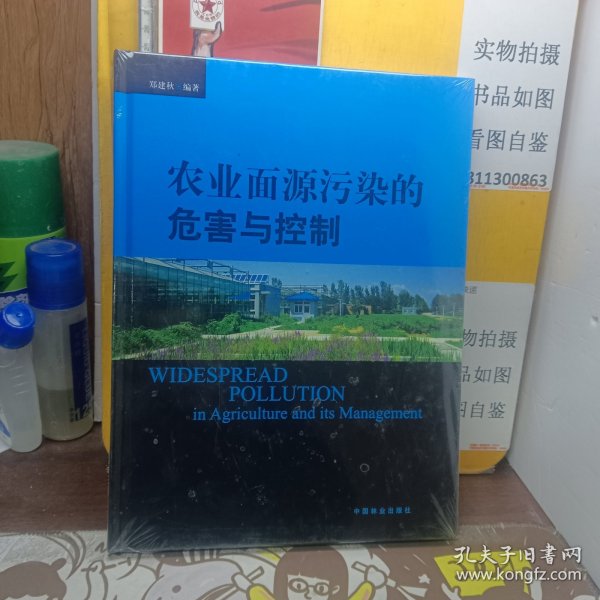 郑建秋 编著
农业面源污染的
危害与控制
WIDESPREAD
POLLUTION
in Agriculture and its Management
中国林业出版社
实物拍摄
书品如图
看图自鉴
311300863
物拍摄
品如图
图自鉴
孔夫子旧书网
www.kongfz.com